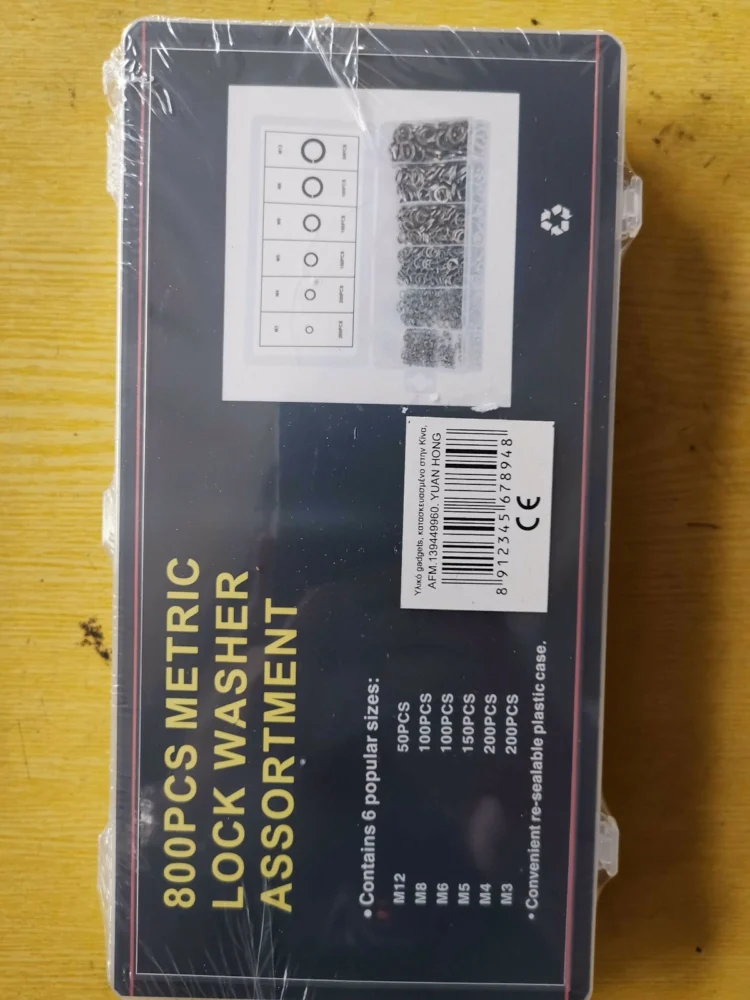 800PCS METRIC
LOCK WASHER
ASSORTMENT
•Contains 6 popular sizes:
M12 50PCS
M8 100PCS
M6 100PCS
M5 150PCS
M4 200PCS
M3 200PCS
•Convenient re-sealable plastic case.
Υλικό gadgets, κατασκευασμένο στην Κίνα.
AFM.139449960. YUAN HONG
8 912345 678948
CE